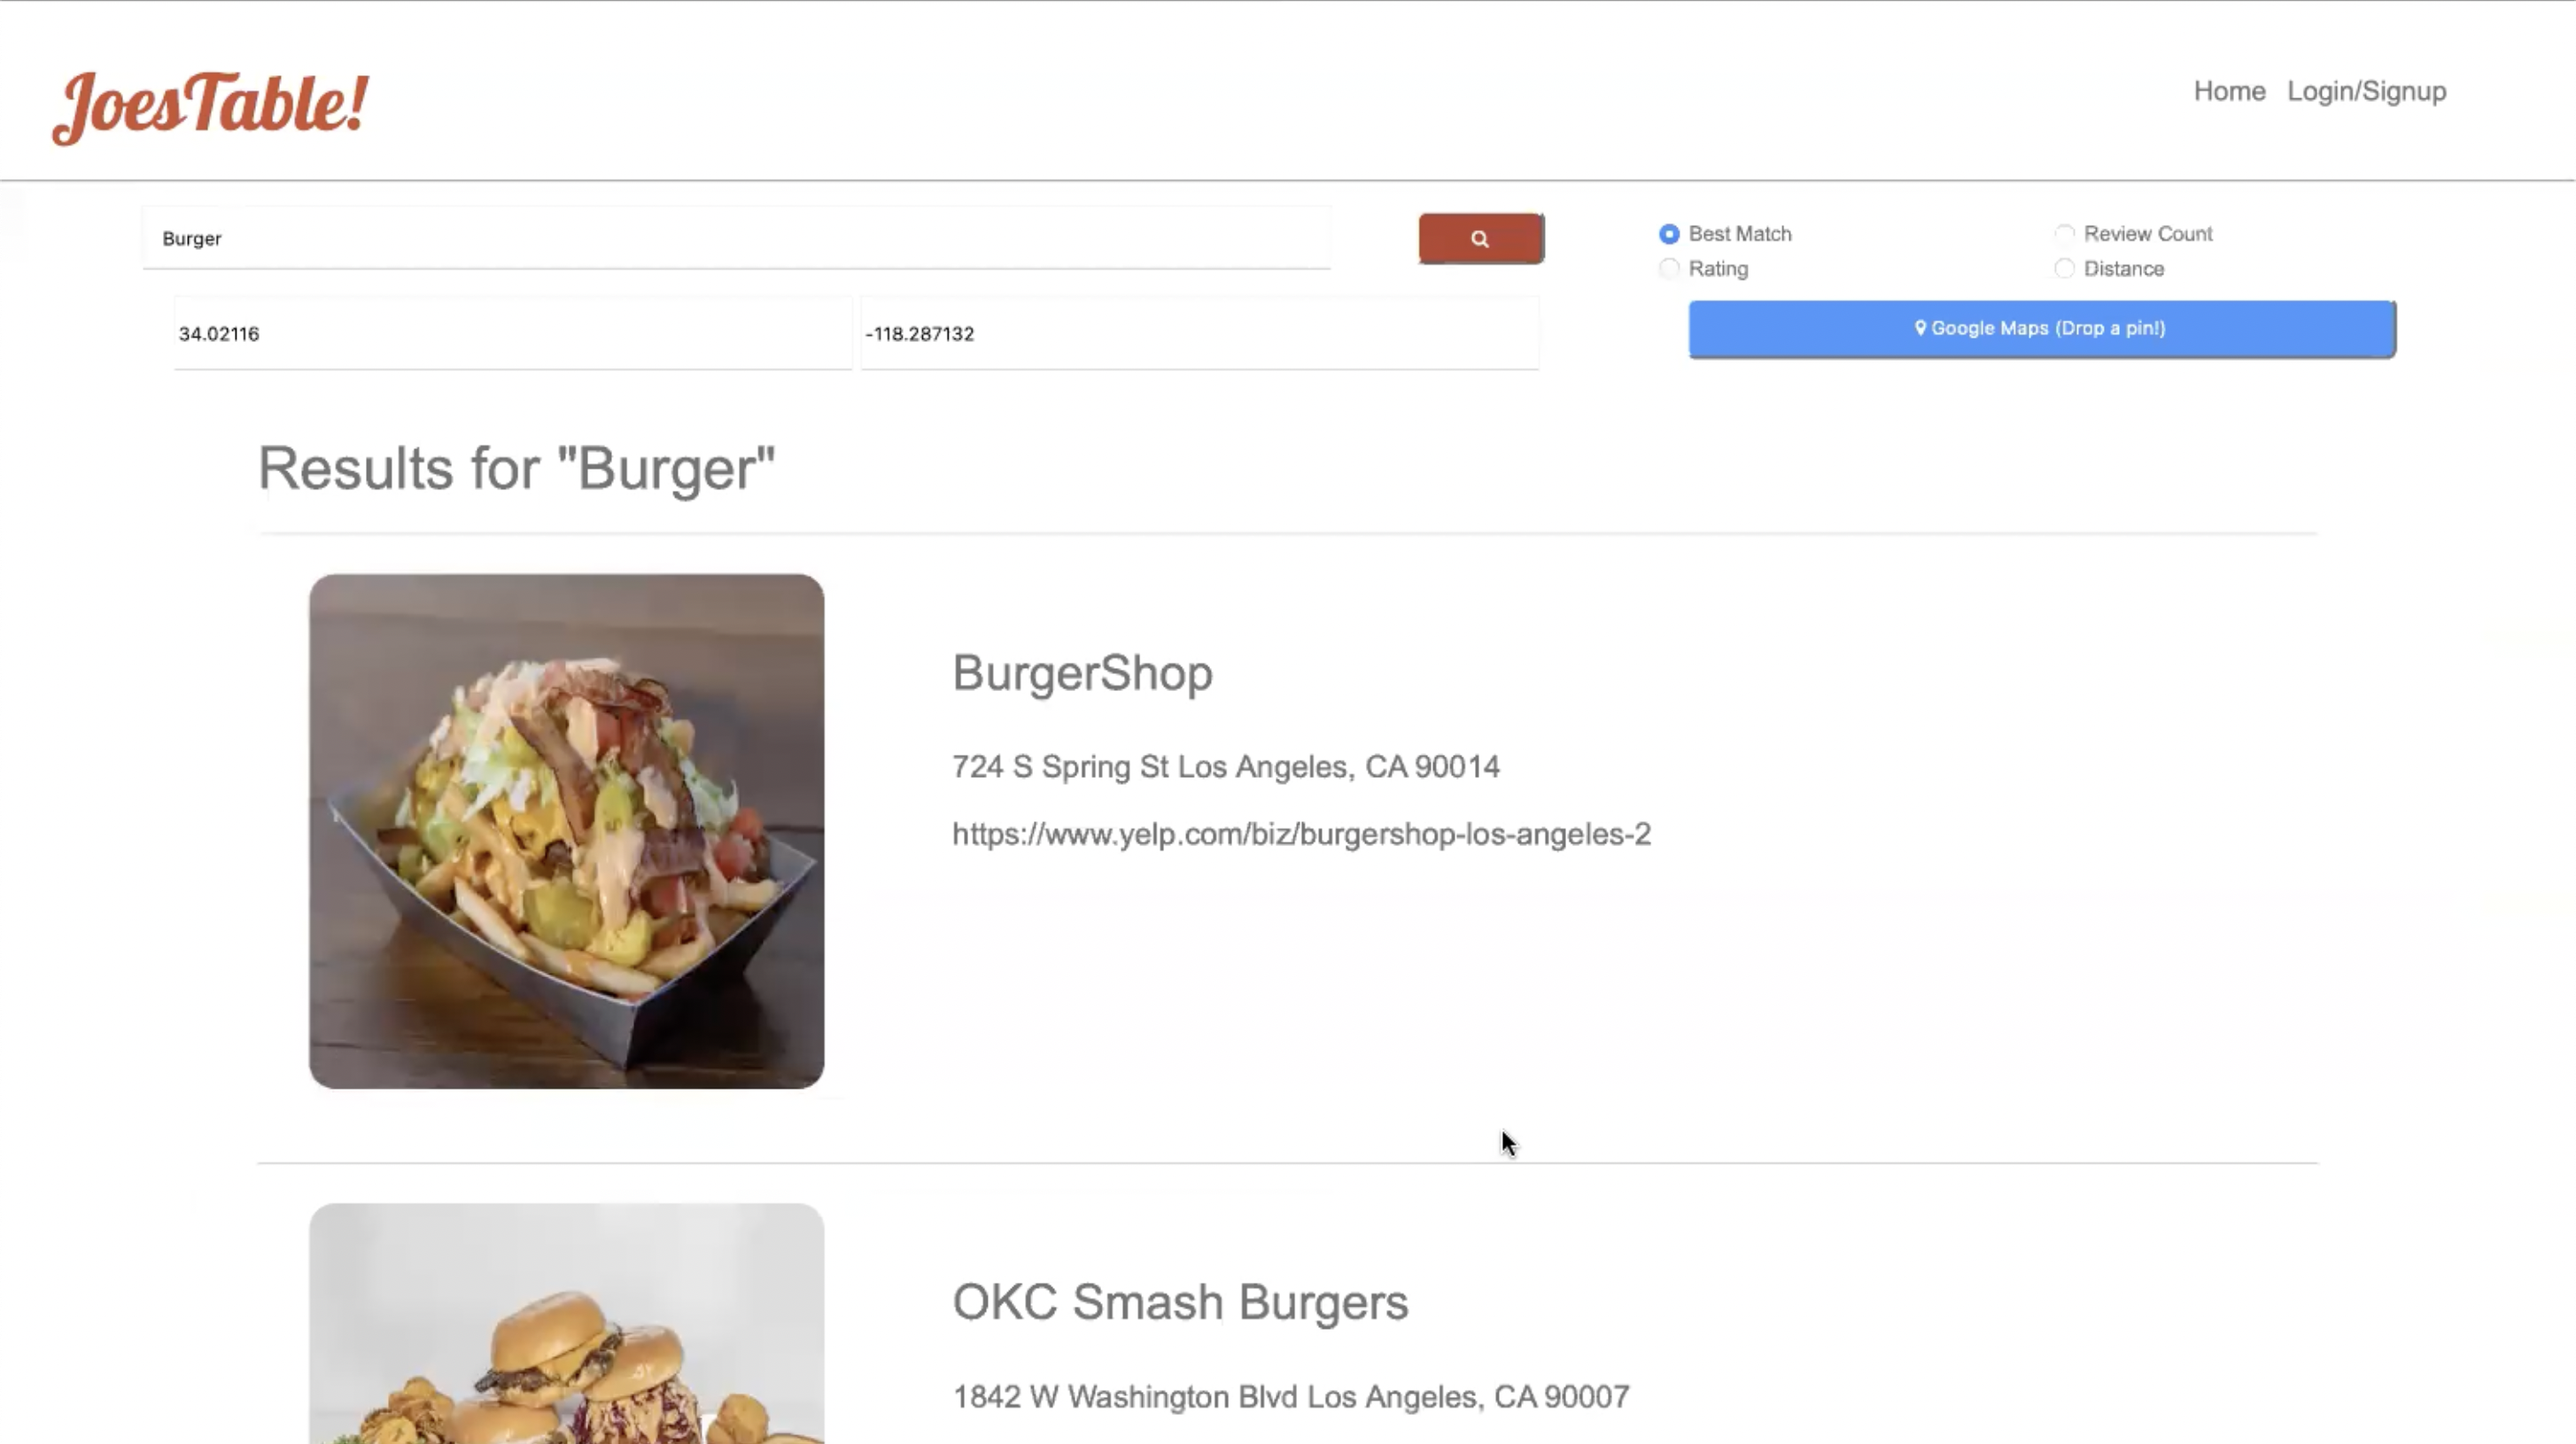 JoesTable!
Home Login/Signup
Burger
Best Match
Review Count
Rating
Distance
34.02116
-118.287132
Google Maps (Drop a pin!)
Results for "Burger"
BurgerShop
724 S Spring St Los Angeles, CA 90014
https://www.yelp.com/biz/burgershop-los-angeles-2
OKC Smash Burgers
1842 W Washington Blvd Los Angeles, CA 90007